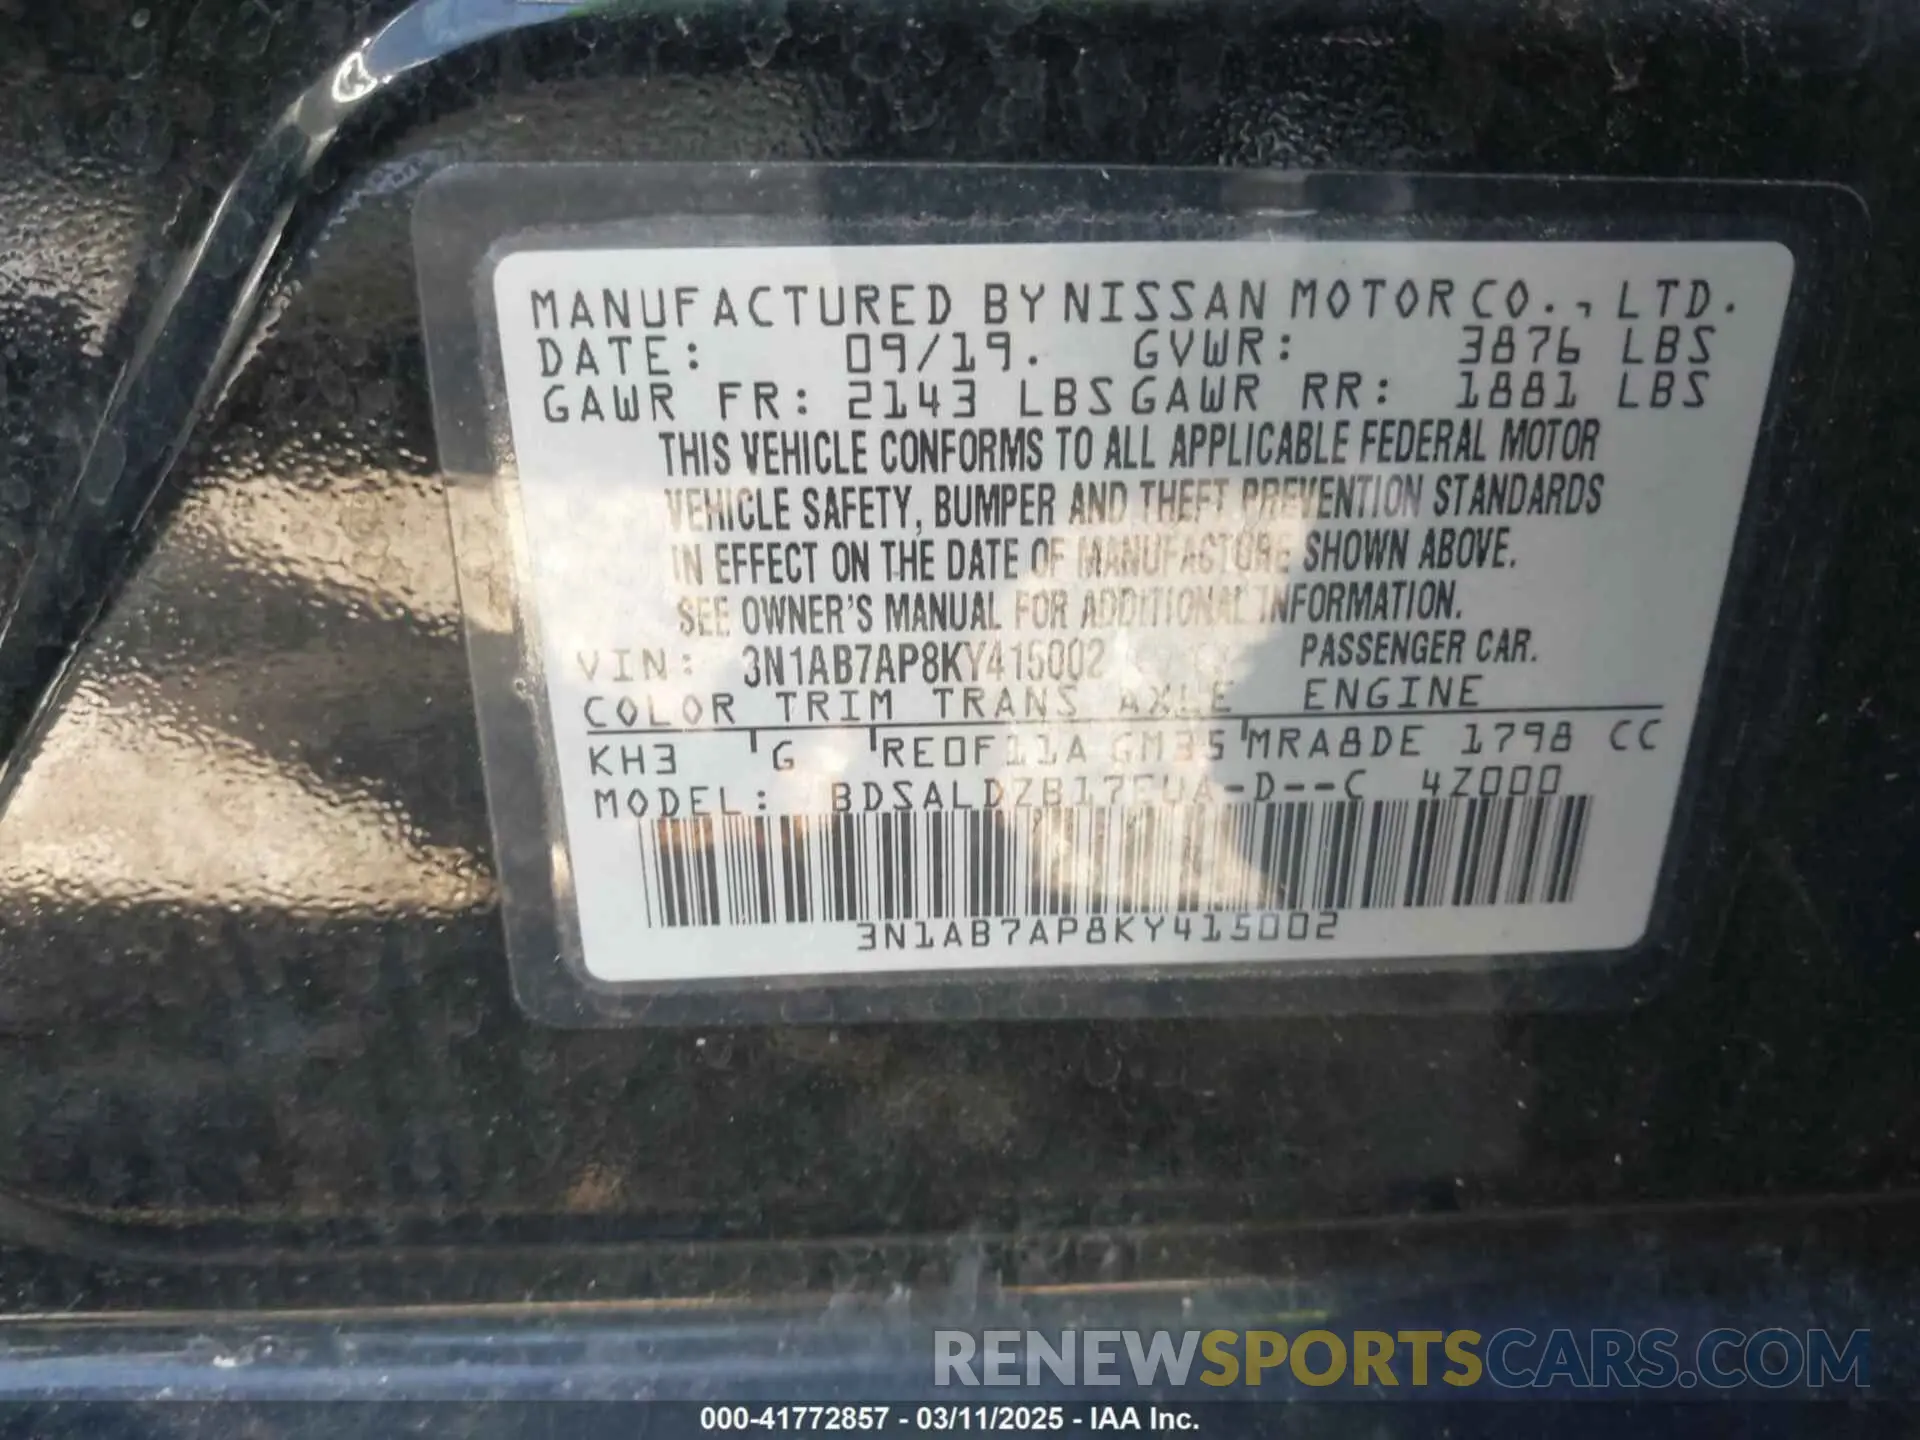 MANUFACTURED BY NISSAN MOTOR CO., LTD.
DATE: 09/19. GVWR: 3876 LBS
GAWR FR: 2143 LBS GAWR RR: 1881 LBS
THIS VEHICLE CONFORMS TO ALL APPLICABLE FEDERAL MOTOR
VEHICLE SAFETY, BUMPER AND THEFT PREVENTION STANDARDS
IN EFFECT ON THE DATE OF MANUFACTURE SHOWN ABOVE.
SEE OWNER'S MANUAL FOR ADDITIONAL INFORMATION.
VIN: 3N1AB7AP8KY415002 PASSENGER CAR.
COLOR TRIM TRANS AXLE ENGINE
KH3 G RE0F11A GM35 MRA8DE 1798 CC
MODEL: BDSALDZB17EUA-D--C 4Z000
3N1AB7AP8KY415002
RENEWSPORTSCARS.COM
000-41772857 - 03/11/2025 - IAA Inc.